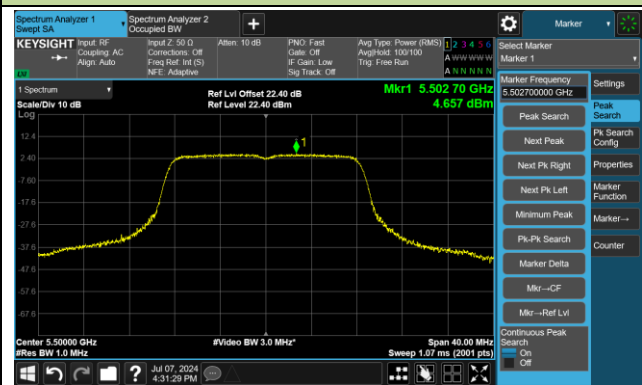 Spectrum Analyzer 1
Swept SA
Spectrum Analyzer 2
Occupied BW
Marker
KEYSIGHT
Input: RF
Coupling: AC
Align: Auto
Input Z: 50 Ω
Corrections: Off
Freq Ref: Int (S)
NFE: Adaptive
Atten: 10 dB
PNO: Fast
Gate: Off
IF Gain: Low
Sig Track: Off
Avg Type: Power (RMS)
Avg|Hold: 100/100
Trig: Free Run
1 2 3 4 5 6
A W W W W W
A N N N N N
Select Marker
Marker 1
1 Spectrum
Scale/Div 10 dB
Log
Ref Lvl Offset 22.40 dB
Ref Level 22.40 dBm
Mkr1 5.502 70 GHz
4.657 dBm
1
12.4
2.40
-7.60
-17.6
-27.6
-37.6
-47.6
-57.6
-67.6
Center 5.50000 GHz
#Res BW 1.0 MHz
#Video BW 3.0 MHz*
Span 40.00 MHz
Sweep 1.07 ms (2001 pts)
Marker Frequency
5.502700000 GHz
Peak Search
Next Peak
Next Pk Right
Next Pk Left
Minimum Peak
Pk-Pk Search
Marker Delta
Mkr→CF
Mkr→Ref Lvl
Continuous Peak
Search
On
Off
Settings
Peak
Search
Pk Search
Config
Properties
Marker
Function
Marker→
Counter
Jul 07, 2024
4:31:29 PM